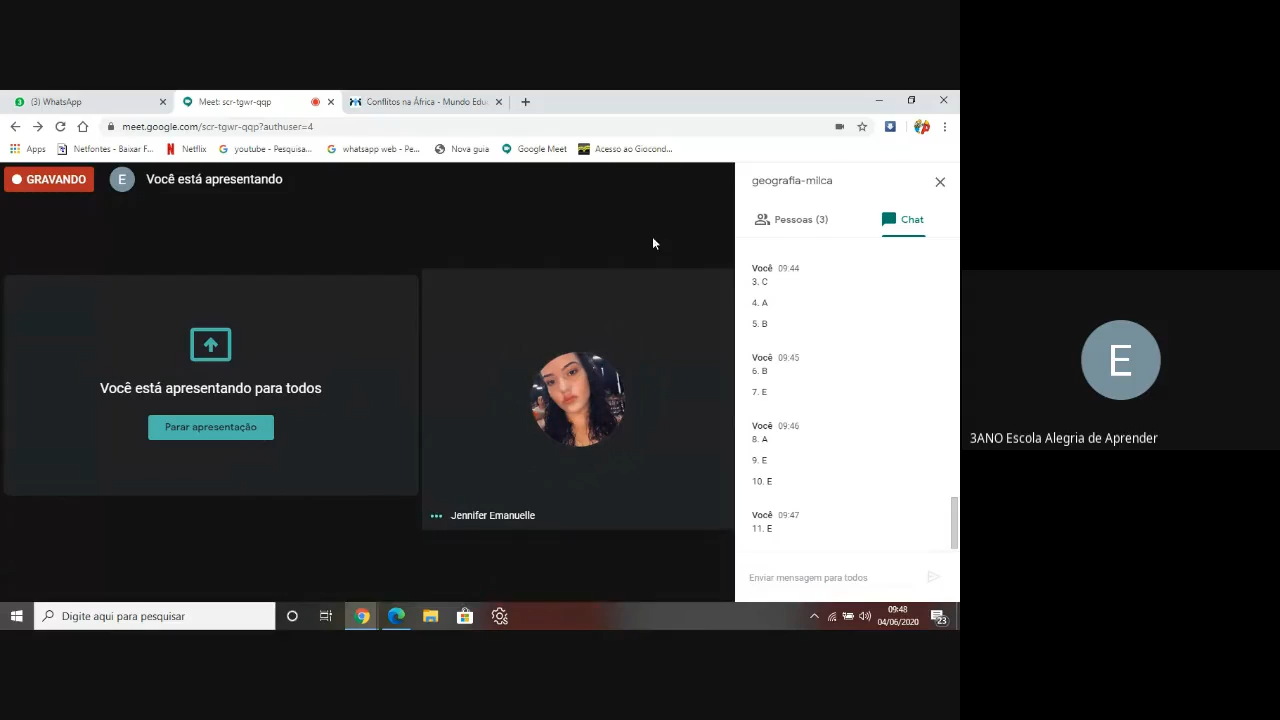 (3) WhatsApp
Meet: scr-tgwr-qqp
Conflitos na África - Mundo Edu
meet.google.com/scr-tgwr-qqp?authuser=4
Apps
Netfontes - Baixar F...
Netflix
youtube - Pesquisa...
whatsapp web - Pe...
Nova guia
Google Meet
Acesso ao Giocond...
GRAVANDO
E
Você está apresentando
geografia-milca
Pessoas (3)
Chat
Você 09:44
3. C
4. A
5. B
Você 09:45
6. B
7. E
Você 09:46
8. A
9. E
10. E
Você 09:47
11. E
Enviar mensagem para todos
Você está apresentando para todos
Parar apresentação
Jennifer Emanuelle
E
3ANO Escola Alegria de Aprender
Digite aqui para pesquisar
09:48
04/06/2020
23